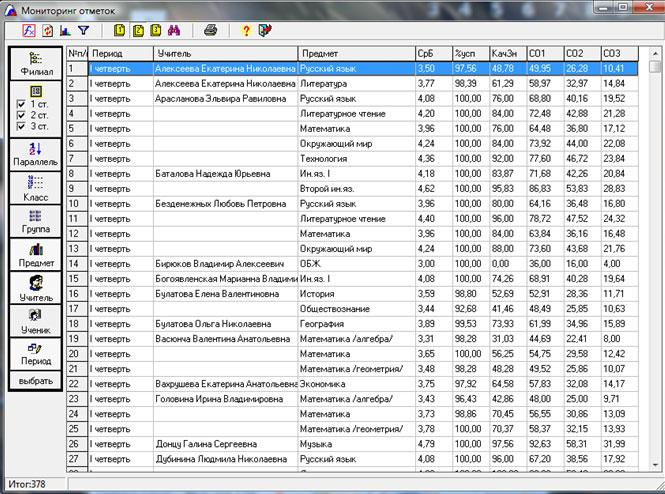 Мониторинг отметок
Филиал
1 ст.
2 ст.
3 ст.
Параллель
Класс
Группа
Предмет
Учитель
Ученик
Период
выбрать
№п/п Период Учитель Предмет СрБ %усп КачЗн СО1 СО2 СО3
1 I четверть Алексеева Екатерина Николаевна Русский язык 3,50 97,56 48,78 49,95 26,28 10,41
2 I четверть Алексеева Екатерина Николаевна Литература 3,77 98,39 61,29 58,97 32,97 14,84
3 I четверть Арасланова Эльвира Равиловна Русский язык 4,08 100,00 76,00 68,80 40,16 19,52
4 I четверть Литературное чтение 4,20 100,00 84,00 72,48 42,88 21,28
5 I четверть Математика 3,96 100,00 76,00 64,48 36,80 17,12
6 I четверть Окружающий мир 4,24 100,00 84,00 73,92 44,00 22,08
7 I четверть Технология 4,36 100,00 92,00 77,60 46,72 23,84
8 I четверть Баталова Надежда Юрьевна Ин.яз. I 4,18 100,00 83,87 71,68 42,26 20,84
9 I четверть Второй ин.яз. 4,62 100,00 95,83 86,83 53,83 28,83
10 I четверть Безденежных Любовь Петровна Русский язык 3,96 100,00 80,00 64,16 36,48 16,80
11 I четверть Литературное чтение 4,40 100,00 96,00 78,72 47,52 24,32
12 I четверть Математика 3,96 100,00 84,00 63,84 36,16 16,48
13 I четверть Окружающий мир 4,24 100,00 88,00 73,60 43,68 21,76
14 I четверть Бирюков Владимир Алексеевич ОБЖ 3,00 100,00 0,00 36,00 16,00 4,00
15 I четверть Богоявленская Марианна Владими Ин.яз. I 4,08 100,00 74,26 68,91 40,28 19,64
16 I четверть Булатова Елена Валентиновна История 3,59 98,80 52,69 52,91 28,36 11,71
17 I четверть Обществознание 3,44 92,68 41,46 48,49 25,85 10,63
18 I четверть Булатова Ольга Николаевна География 3,89 99,53 73,93 61,99 34,96 15,89
19 I четверть Васюнча Валентина Анатольевна Математика /алгебра/ 3,31 98,28 31,03 44,69 22,41 8,00
20 I четверть Математика 3,65 100,00 56,25 54,75 29,58 12,42
21 I четверть Математика /геометрия/ 3,48 98,28 48,28 49,52 25,86 10,07
22 I четверть Вахрушева Екатерина Анатольевна Экономика 3,75 97,92 64,58 57,83 32,08 14,17
23 I четверть Головина Ирина Владимировна Математика /алгебра/ 3,43 96,43 42,86 48,00 25,00 9,71
24 I четверть Математика 3,73 98,86 70,45 56,55 30,86 13,09
25 I четверть Математика /геометрия/ 3,78 100,00 70,37 58,37 32,15 13,93
26 I четверть Донцу Галина Сергеевна Музыка 4,79 100,00 97,56 92,63 58,31 31,99
27 I четверть Дубинина Людмила Николаевна Русский язык 4,08 100,00 96,00 67,20 38,56 17,92
Итог:378